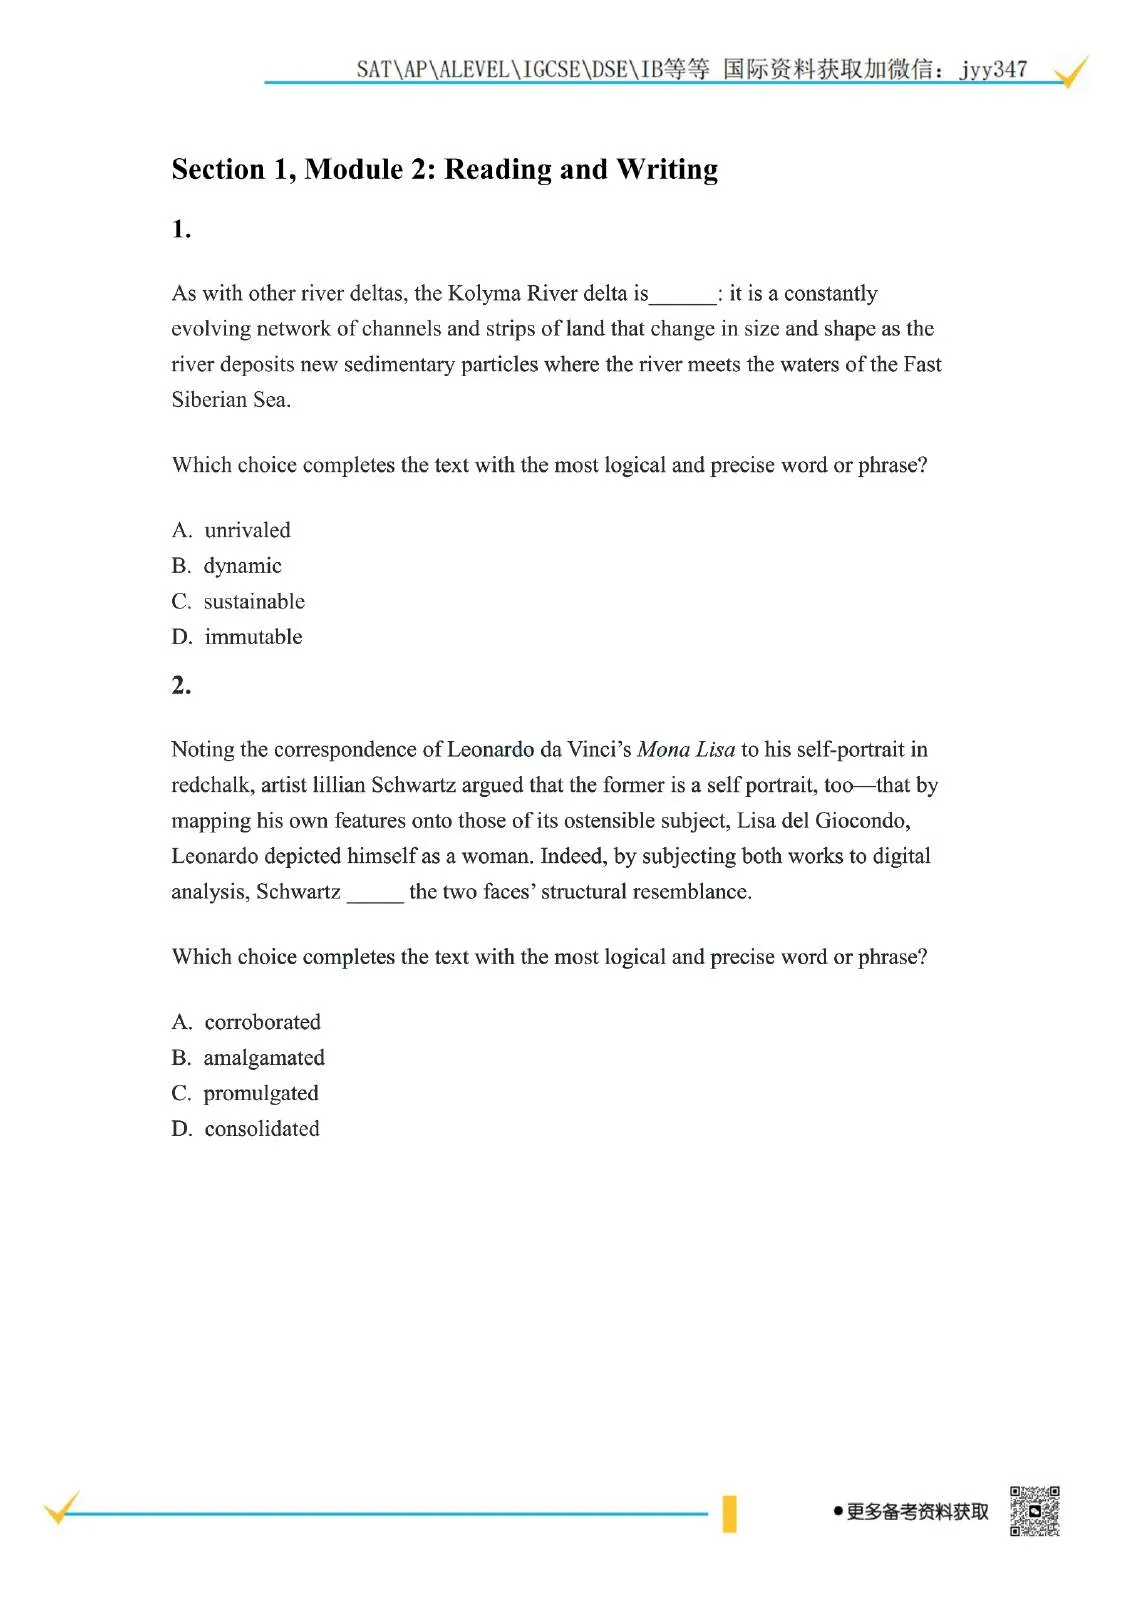 SAT\AP\ALEVEL\IGCSE\DSE\IB等等 国际资料获取加微信：jyy347
Section 1, Module 2: Reading and Writing
1.
As with other river deltas, the Kolyma River delta is______: it is a constantly
evolving network of channels and strips of land that change in size and shape as the
river deposits new sedimentary particles where the river meets the waters of the Fast
Siberian Sea.
Which choice completes the text with the most logical and precise word or phrase?
A. unrivaled
B. dynamic
C. sustainable
D. immutable
2.
Noting the correspondence of Leonardo da Vinci’s Mona Lisa to his self-portrait in
redchalk, artist lillian Schwartz argued that the former is a self portrait, too—that by
mapping his own features onto those of its ostensible subject, Lisa del Giocondo,
Leonardo depicted himself as a woman. Indeed, by subjecting both works to digital
analysis, Schwartz _____ the two faces’ structural resemblance.
Which choice completes the text with the most logical and precise word or phrase?
A. corroborated
B. amalgamated
C. promulgated
D. consolidated
●更多备考资料获取